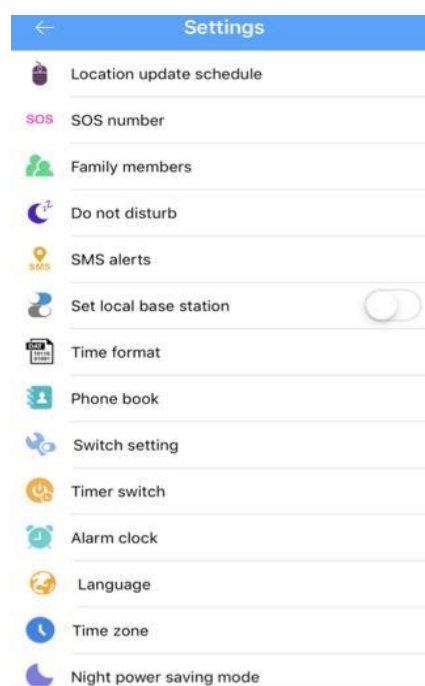 Settings
Location update schedule
SOS SOS number
Family members
Do not disturb
SMS SMS alerts
Set local base station
Time format
Phone book
Switch setting
Timer switch
Alarm clock
Language
Time zone
Night power saving mode